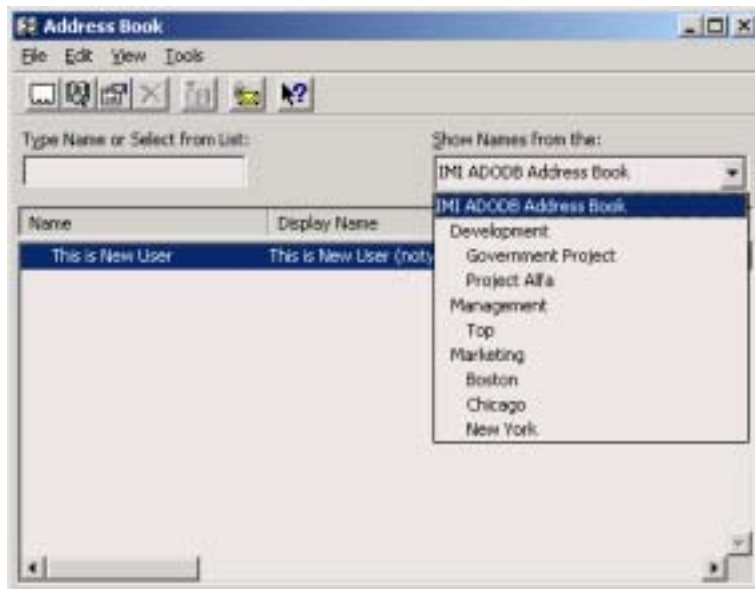 Address Book
File Edit View Tools
Type Name or Select from List:
Show Names from the:
IMI ADODB Address Book
Name Display Name
IMI ADODB Address Book
Development
Government Project
Project Alfa
Management
Top
Marketing
Boston
Chicago
New York
This is New User This is New User (noty